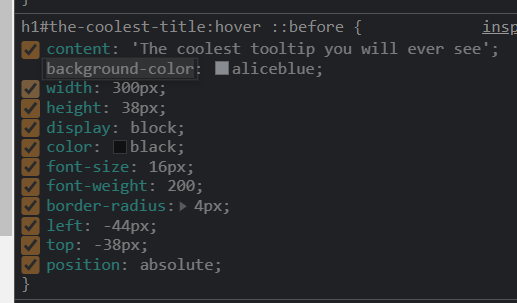 h1#the-coolest-title:hover ::before {
content: 'The coolest tooltip you will ever see';
background-color: aliceblue;
width: 300px;
height: 38px;
display: block;
color: black;
font-size: 16px;
font-weight: 200;
border-radius: 4px;
left: -44px;
top: -38px;
position: absolute;
}